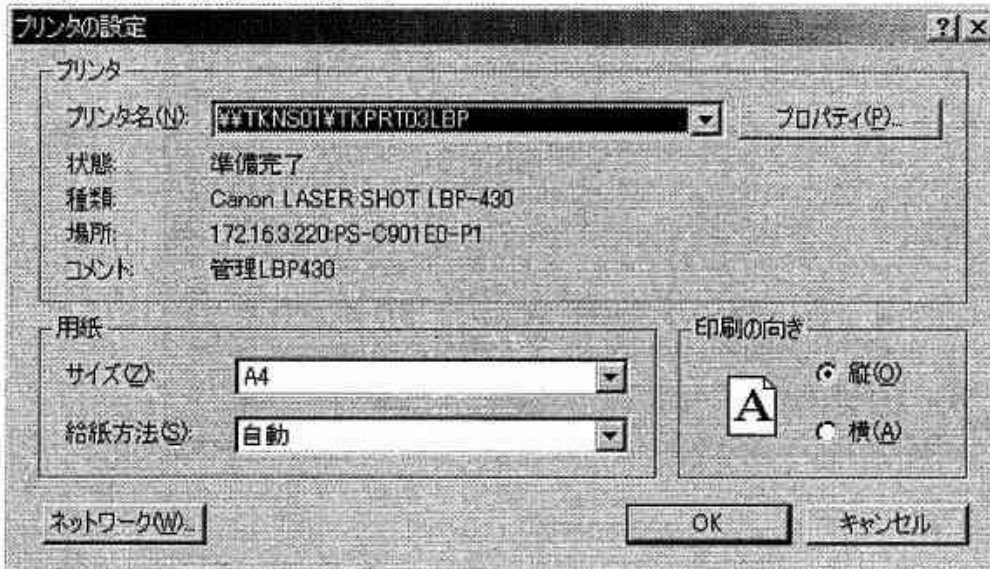 プリンタの設定
プリンタ
プリンタ名(N): ¥¥TKNS01¥TKPRT03LBP プロパティ(P)...
状態: 準備完了
種類: Canon LASER SHOT LBP-430
場所: 172.16.3.220:PS-C901E0-P1
コメント: 管理LBP430
用紙
サイズ(Z): A4
給紙方法(S): 自動
印刷の向き
A
縦(O)
横(A)
ネットワーク(W)... OK キャンセル